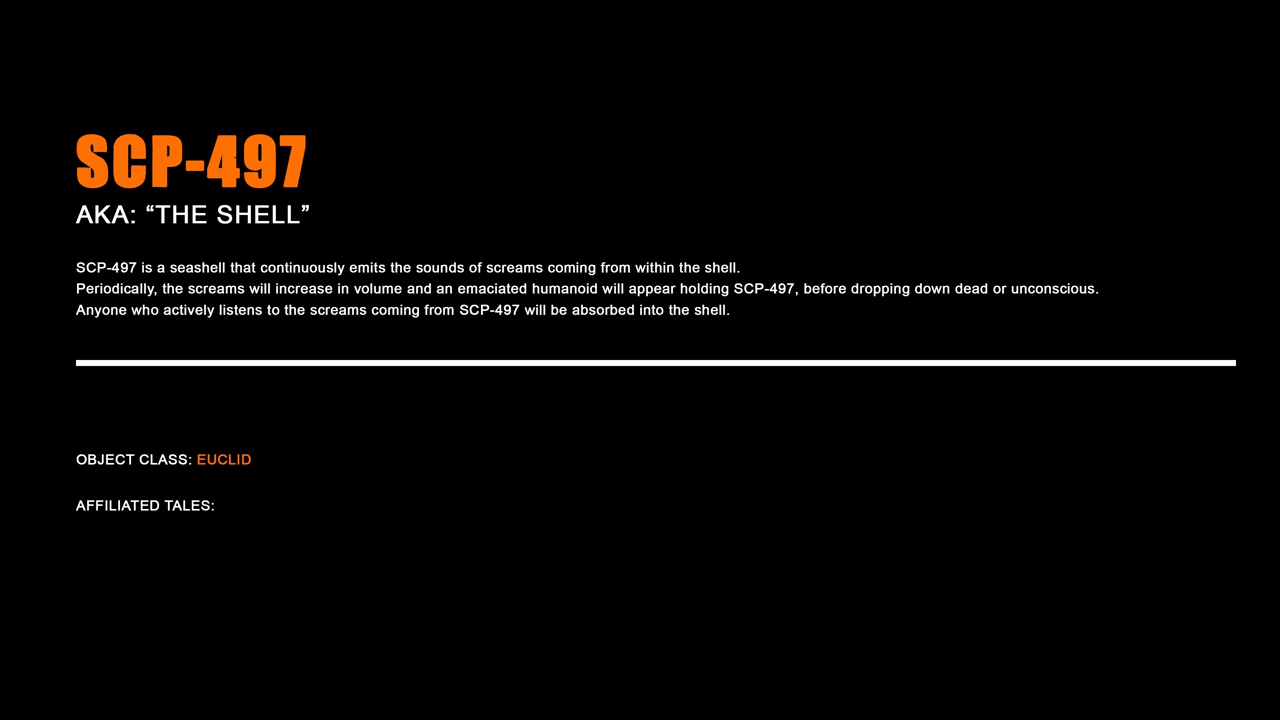 SCP-497
AKA: “THE SHELL”
SCP-497 is a seashell that continuously emits the sounds of screams coming from within the shell.
Periodically, the screams will increase in volume and an emaciated humanoid will appear holding SCP-497, before dropping down dead or unconscious.
Anyone who actively listens to the screams coming from SCP-497 will be absorbed into the shell.
OBJECT CLASS: EUCLID
AFFILIATED TALES: